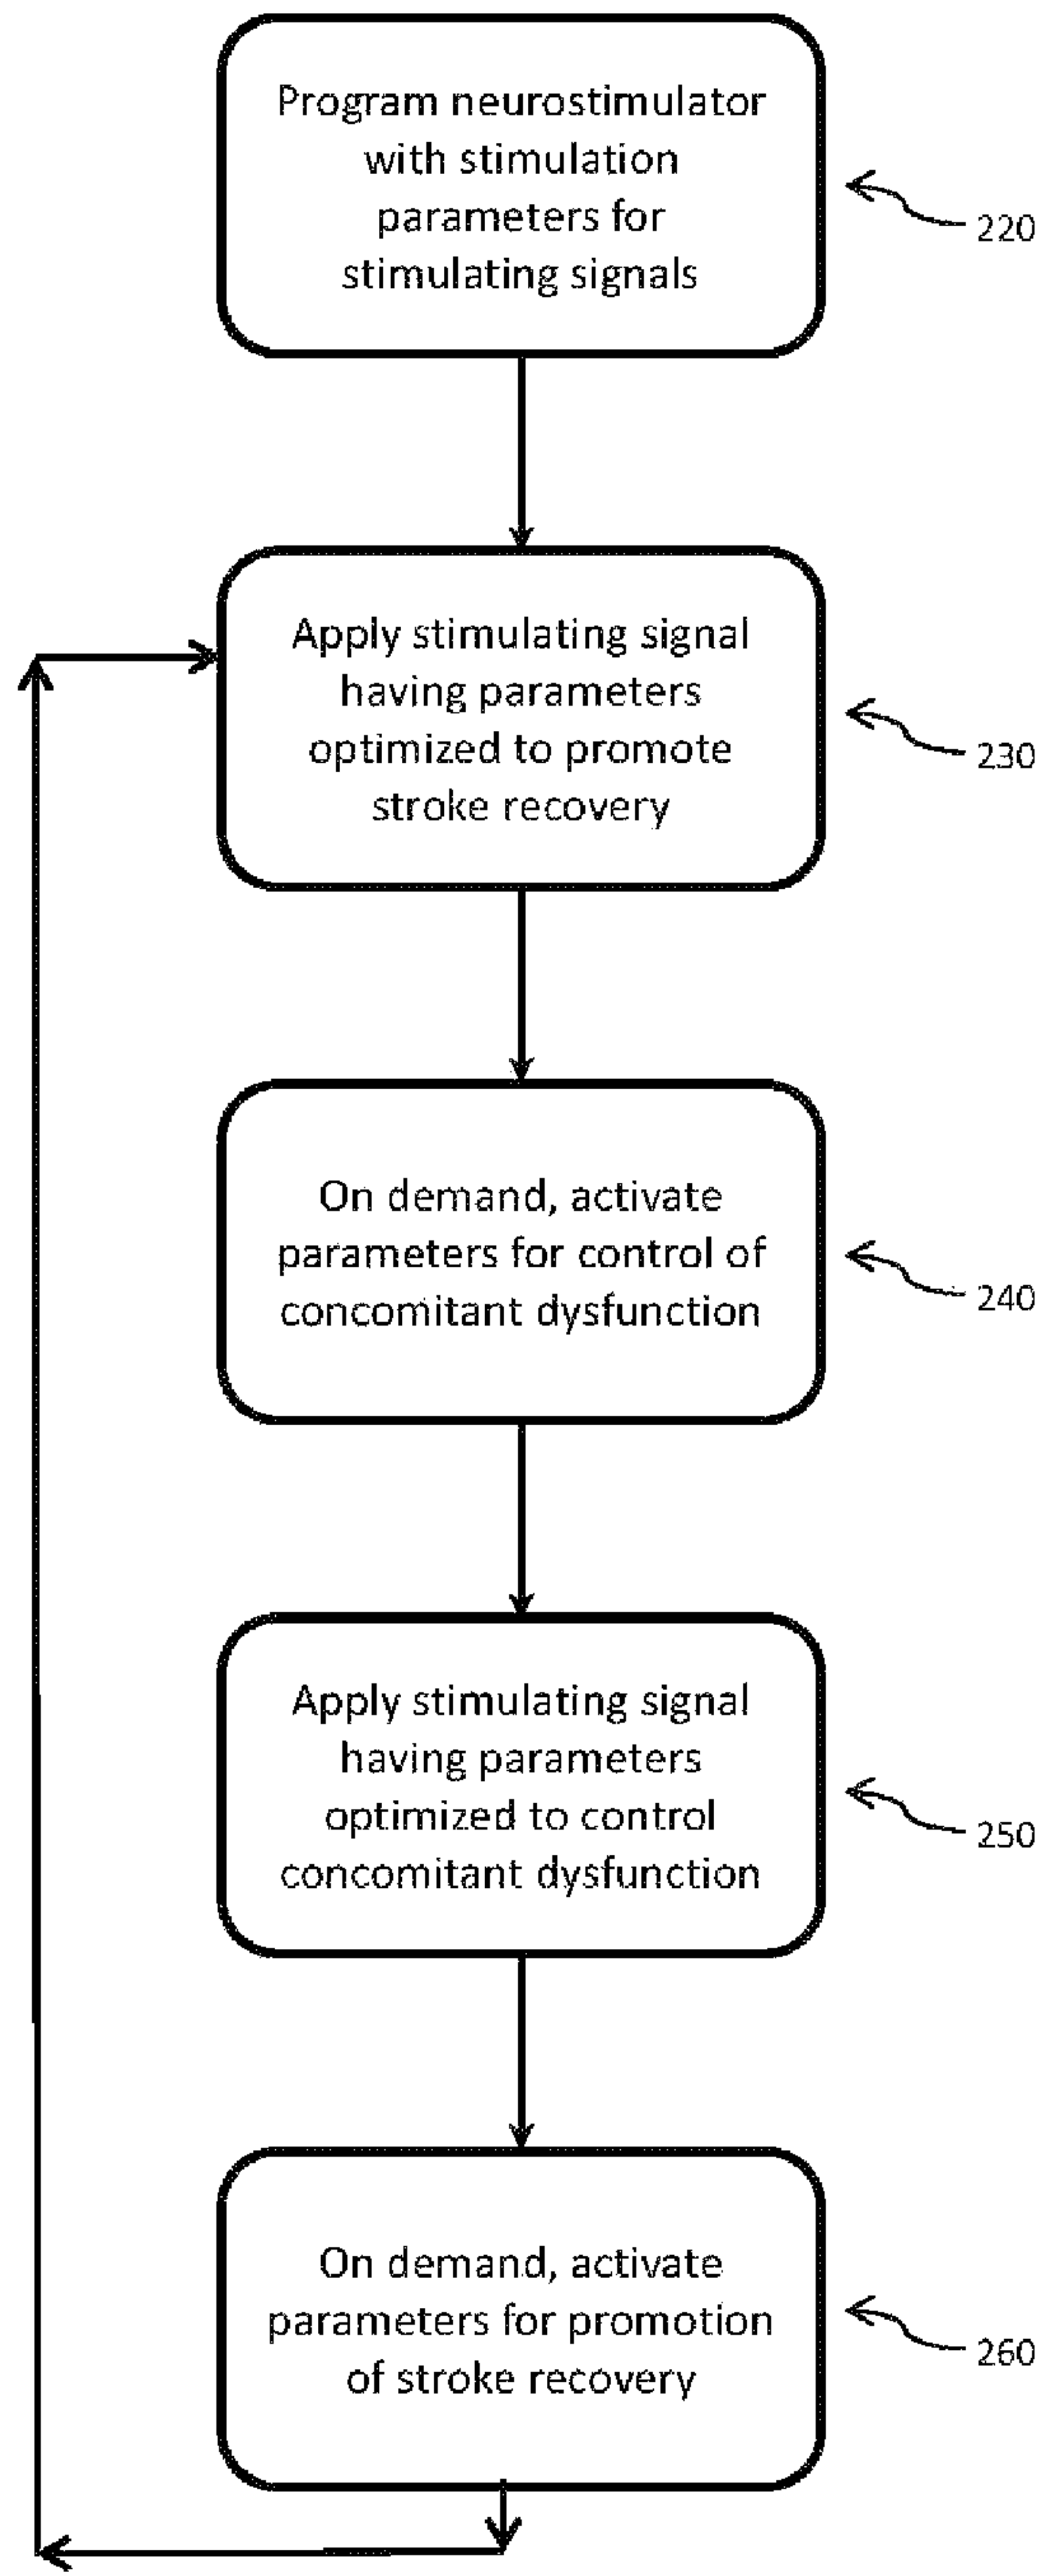 Program neurostimulator
with stimulation
parameters for
stimulating signals
220
Apply stimulating signal
having parameters
optimized to promote
stroke recovery
230
On demand, activate
parameters for control of
concomitant dysfunction
240
Apply stimulating signal
having parameters
optimized to control
concomitant dysfunction
250
On demand, activate
parameters for promotion
of stroke recovery
260